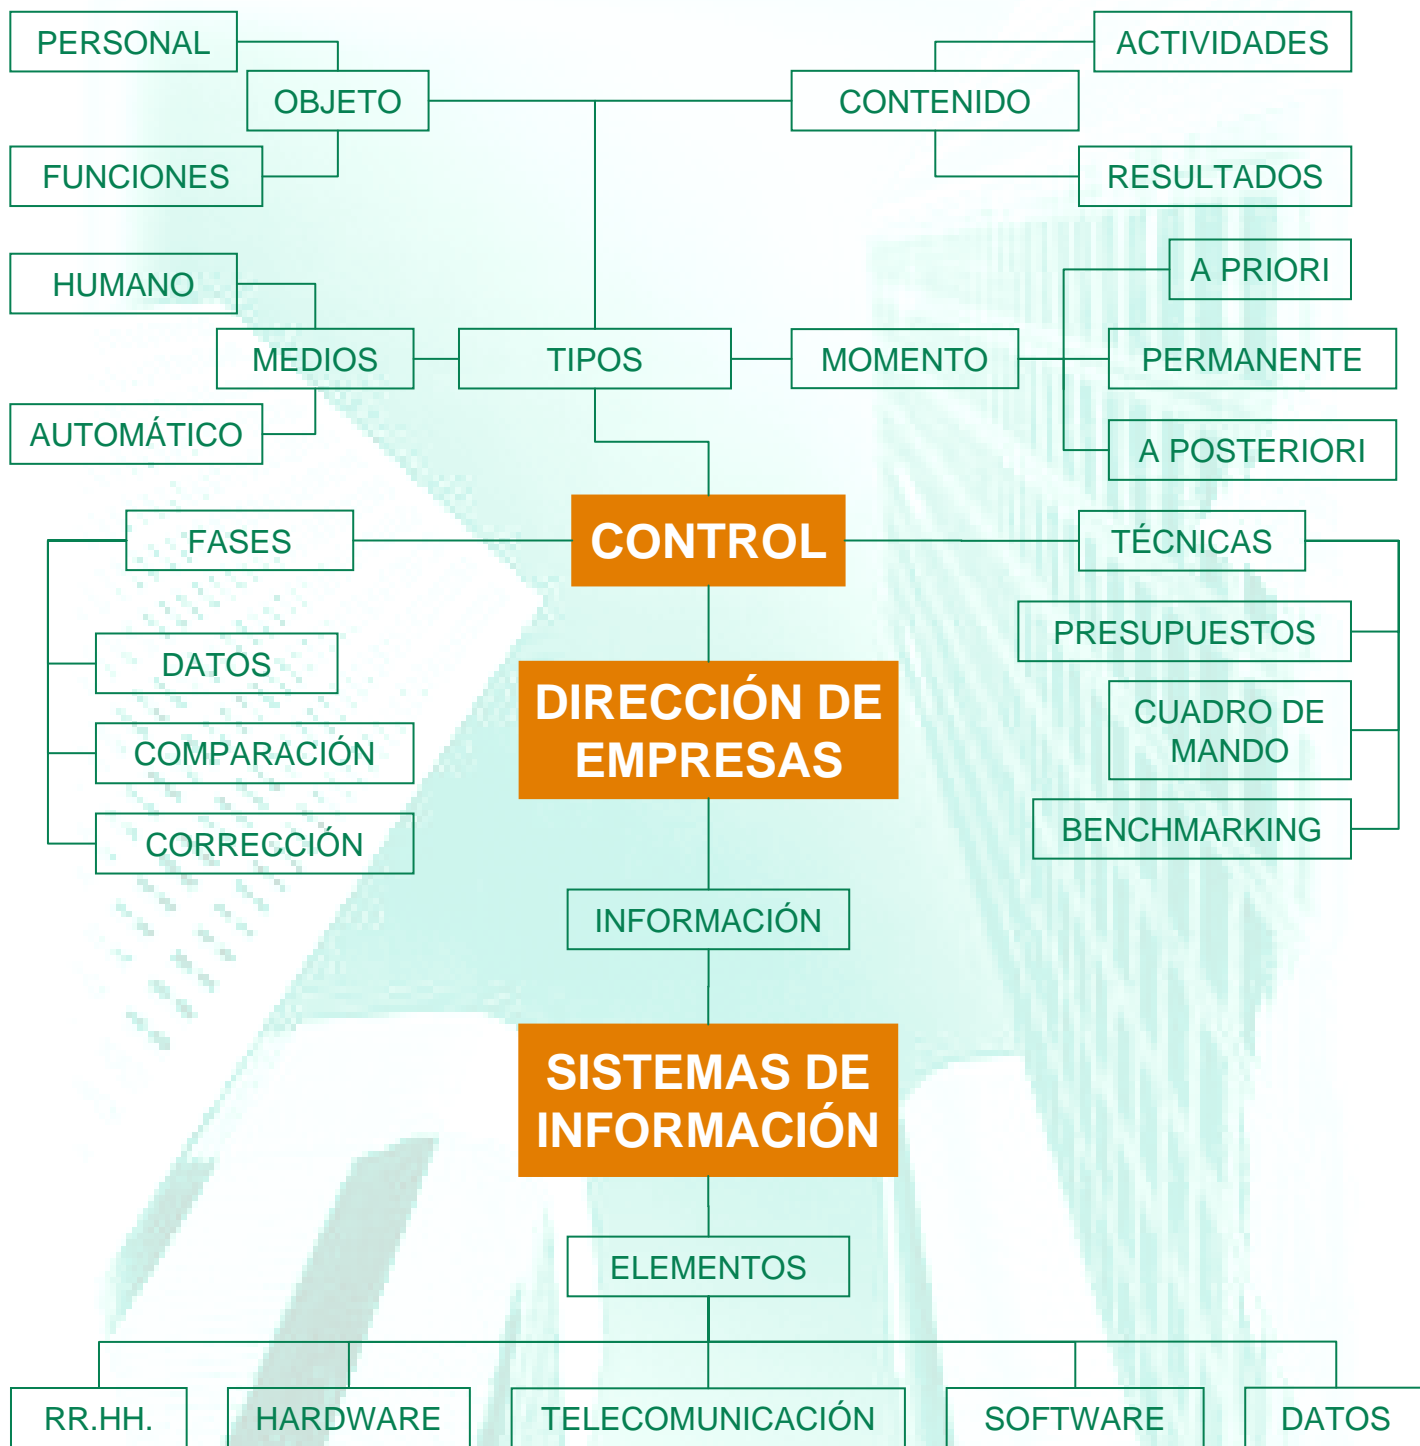 PERSONAL
ACTIVIDADES
OBJETO
CONTENIDO
FUNCIONES
RESULTADOS
HUMANO
A PRIORI
MEDIOS
TIPOS
MOMENTO
PERMANENTE
AUTOMÁTICO
A POSTERIORI
FASES
CONTROL
TÉCNICAS
DATOS
PRESUPUESTOS
DIRECCIÓN DE
EMPRESAS
COMPARACIÓN
CUADRO DE
MANDO
CORRECCIÓN
BENCHMARKING
INFORMACIÓN
SISTEMAS DE
INFORMACIÓN
ELEMENTOS
RR.HH.
HARDWARE
TELECOMUNICACIÓN
SOFTWARE
DATOS